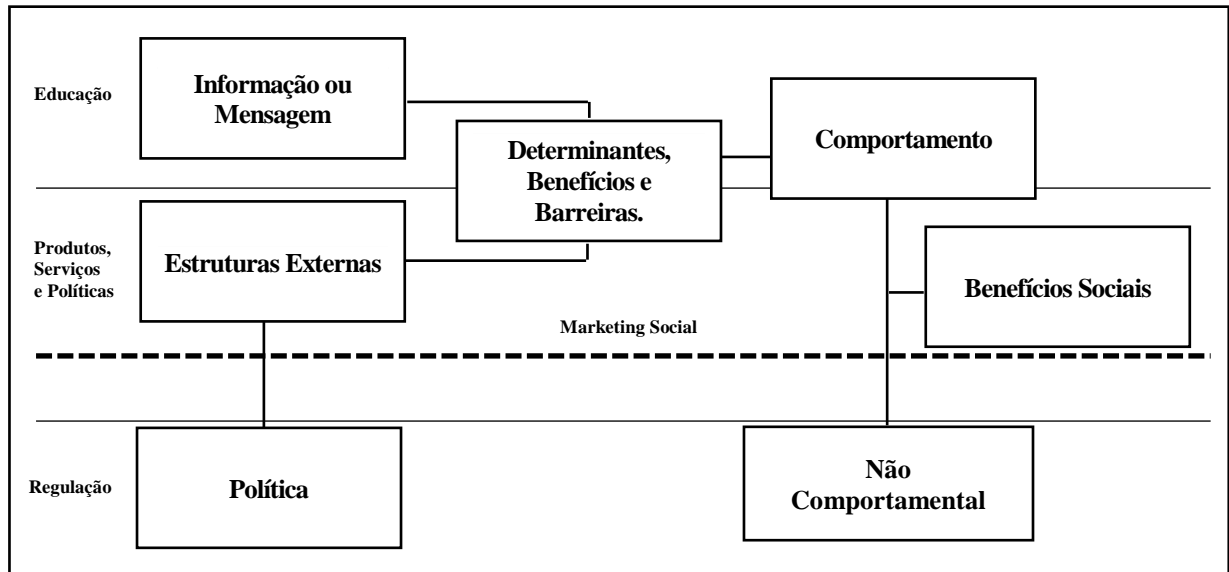 Educação
Informação ou
Mensagem
Determinantes,
Benefícios e
Barreiras.
Comportamento
Produtos,
Serviços
e Políticas
Estruturas Externas
Benefícios Sociais
Marketing Social
Regulação
Política
Não
Comportamental